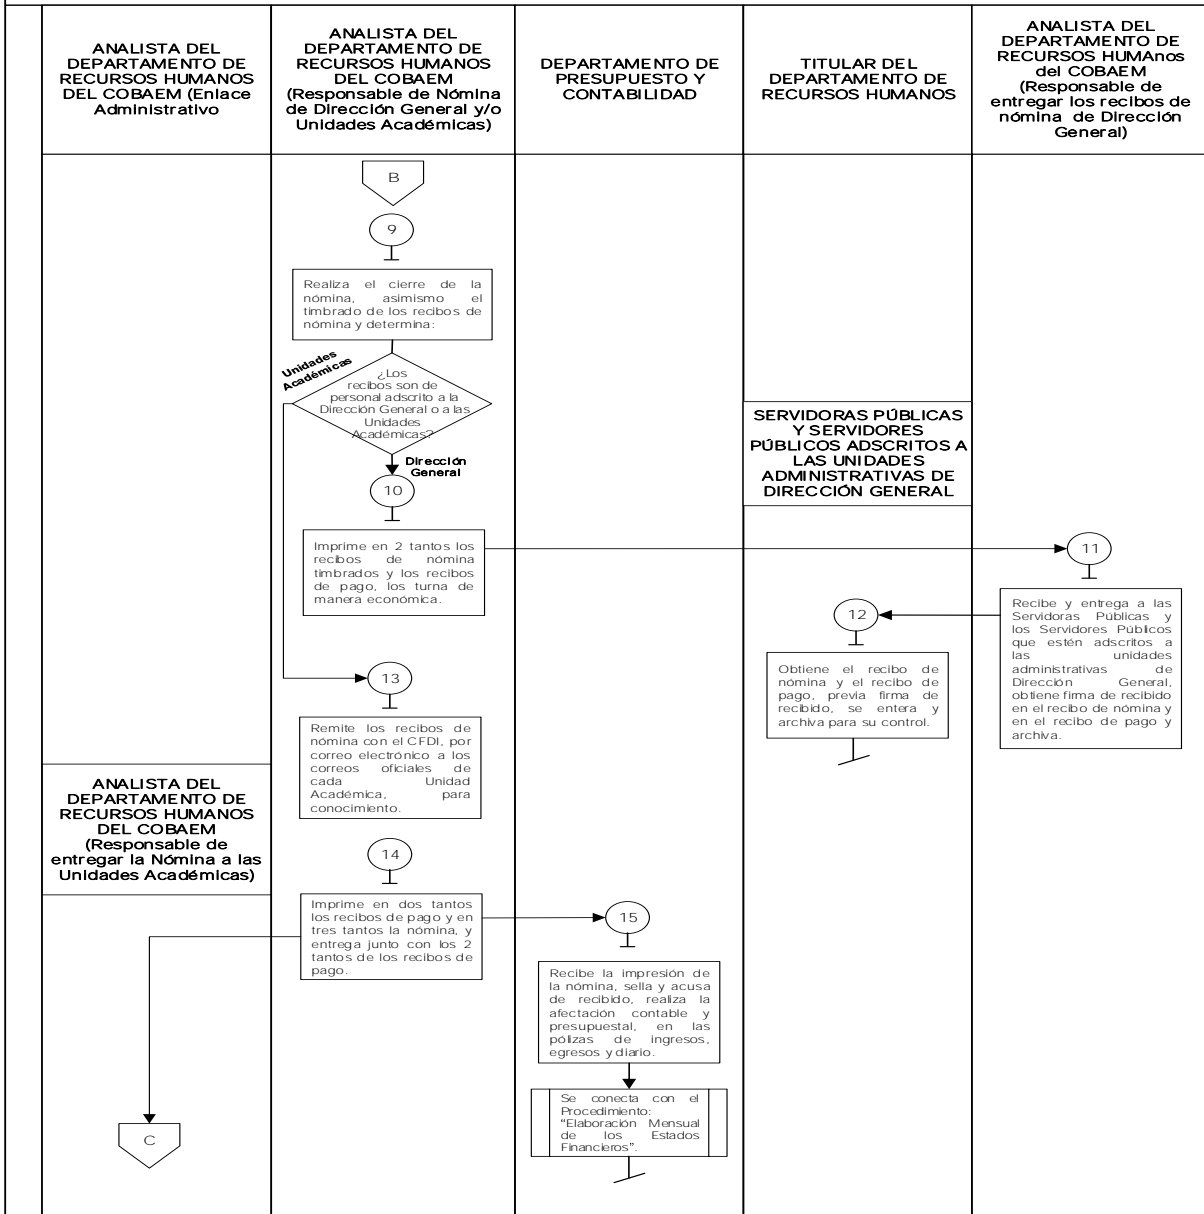 ANALISTA DEL
DEPARTAMENTO DE
RECURSOS HUMANOS
DEL COBAEM (Enlace
Administrativo
ANALISTA DEL
DEPARTAMENTO DE
RECURSOS HUMANOS
DEL COBAEM
(Responsable de Nómina
de Dirección General y/o
Unidades Académicas)
DEPARTAMENTO DE
PRESUPUESTO Y
CONTABILIDAD
TITULAR DEL
DEPARTAMENTO DE
RECURSOS HUMANOS
ANALISTA DEL
DEPARTAMENTO DE
RECURSOS HUMAnos
del COBAEM
(Responsable de
entregar los recibos de
nómina de Dirección
General)
B
9
Realiza el cierre de la
nómina, asimismo el
timbrado de los recibos de
nómina y determina:
Unidades
Académicas
¿Los
recibos son de
personal adscrito a la
Dirección General o a las
Unidades
Académicas?
Dirección
General
10
SERVIDORAS PÚBLICAS
Y SERVIDORES
PÚBLICOS ADSCRITOS A
LAS UNIDADES
ADMINISTRATIVAS DE
DIRECCIÓN GENERAL
Imprime en 2 tantos los
recibos de nómina
timbrados y los recibos
de pago, los turna de
manera económica.
11
Recibe y entrega a las
Servidoras Públicas y
los Servidores Públicos
que estén adscritos a
las unidades
administrativas de
Dirección General,
obtiene firma de recibido
en el recibo de nómina y
en el recibo de pago y
archiva.
12
Obtiene el recibo de
nómina y el recibo de
pago, previa firma de
recibido, se entera y
archiva para su control.
13
Remite los recibos de
nómina con el CFDI, por
correo electrónico a los
correos oficiales de
cada Unidad
Académica, para
conocimiento.
ANALISTA DEL
DEPARTAMENTO DE
RECURSOS HUMANOS
DEL COBAEM
(Responsable de
entregar la Nómina a las
Unidades Académicas)
14
Imprime en dos tantos
los recibos de pago y en
tres tantos la nómina, y
entrega junto con los 2
tantos de los recibos de
pago.
15
Recibe la impresión de
la nómina, sella y acusa
de recibido, realiza la
afectación contable y
presupuestal, en las
pólizas de ingresos,
egresos y diario.
Se conecta con el
Procedimiento:
"Elaboración Mensual
de los Estados
Financieros".
C